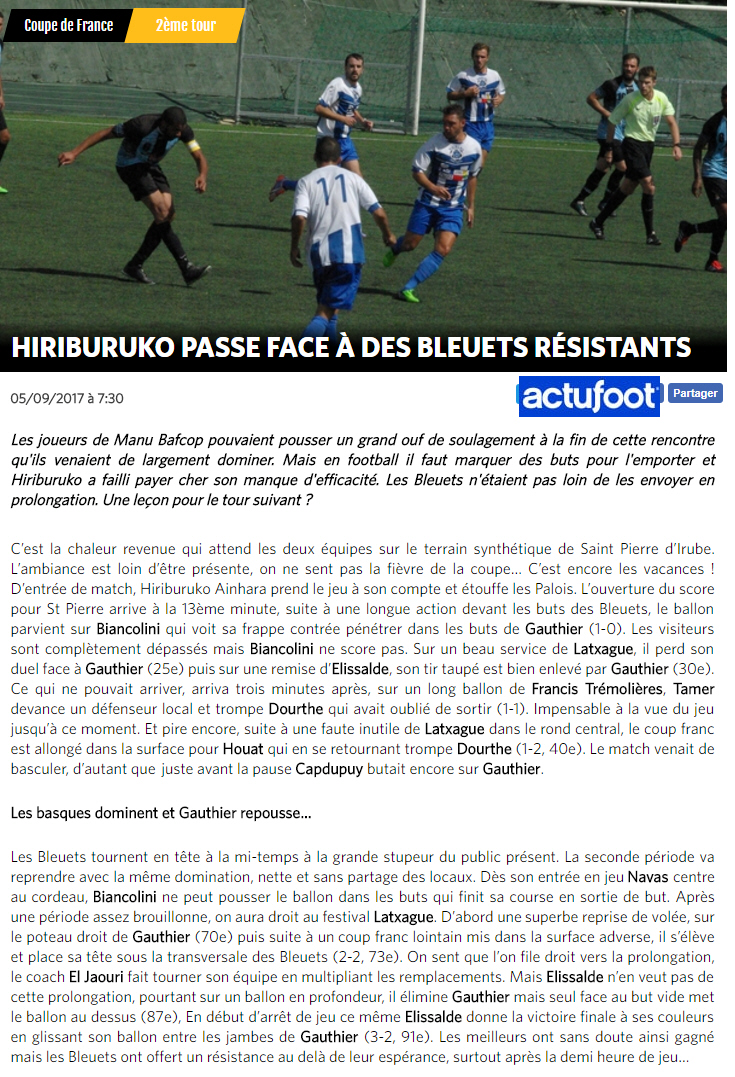 Coupe de France
2ème tour
11
HIRIBURUKO PASSE FACE À DES BLEUETS RÉSISTANTS
05/09/2017 à 7:30
actufoot
Partager
Les joueurs de Manu Bafcop pouvaient pousser un grand ouf de soulagement à la fin de cette rencontre
qu'ils venaient de largement dominer. Mais en football il faut marquer des buts pour l'emporter et
Hiriburuko a failli payer cher son manque d'efficacité. Les Bleuets n'étaient pas loin de les envoyer en
prolongation. Une leçon pour le tour suivant ?
C'est la chaleur revenue qui attend les deux équipes sur le terrain synthétique de Saint Pierre d'Irube.
L'ambiance est loin d'être présente, on ne sent pas la fièvre de la coupe... C'est encore les vacances !
D'entrée de match, Hiriburuko Ainhara prend le jeu à son compte et étouffe les Palois. L'ouverture du score
pour St Pierre arrive à la 13ème minute, suite à une longue action devant les buts des Bleuets, le ballon
parvient sur Biancolini qui voit sa frappe contrée pénétrer dans les buts de Gauthier (1-0). Les visiteurs
sont complètement dépassés mais Biancolini ne score pas. Sur un beau service de Latxague, il perd son
duel face à Gauthier (25e) puis sur une remise d'Elissalde, son tir taupé est bien enlevé par Gauthier (30e).
Ce qui ne pouvait arriver, arriva trois minutes après, sur un long ballon de Francis Trémolières, Tamer
devance un défenseur local et trompe Dourthe qui avait oublié de sortir (1-1). Impensable à la vue du jeu
jusqu'à ce moment. Et pire encore, suite à une faute inutile de Latxague dans le rond central, le coup franc
est allongé dans la surface pour Houat qui en se retournant trompe Dourthe (1-2, 40e). Le match venait de
basculer, d'autant que juste avant la pause Capdupuy butait encore sur Gauthier.
Les basques dominent et Gauthier repousse...
Les Bleuets tournent en tête à la mi-temps à la grande stupeur du public présent. La seconde période va
reprendre avec la même domination, nette et sans partage des locaux. Dès son entrée en jeu Navas centre
au cordeau, Biancolini ne peut pousser le ballon dans les buts qui finit sa course en sortie de but. Après
une période assez brouillonne, on aura droit au festival Latxague. D'abord une superbe reprise de volée, sur
le poteau droit de Gauthier (70e) puis suite à un coup franc lointain mis dans la surface adverse, il s'élève
et place sa tête sous la transversale des Bleuets (2-2, 73e). On sent que l'on file droit vers la prolongation,
le coach El Jaouri fait tourner son équipe en multipliant les remplacements. Mais Elissalde n'en veut pas de
cette prolongation, pourtant sur un ballon en profondeur, il élimine Gauthier mais seul face au but vide met
le ballon au dessus (87e), En début d'arrêt de jeu ce même Elissalde donne la victoire finale à ses couleurs
en glissant son ballon entre les jambes de Gauthier (3-2, 91e). Les meilleurs ont sans doute ainsi gagné
mais les Bleuets ont offert un résistance au delà de leur espérance, surtout après la demi heure de jeu...